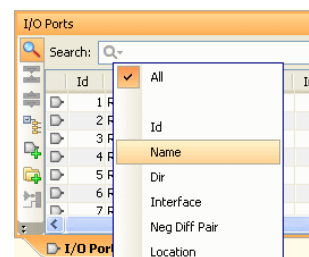 I/O Ports
Search:
Id
All
1 R
2 R
Id
3 R
4 R
Name
5 R
Dir
6 R
Interface
7 R
Neg Diff Pair
I/O Por
Location